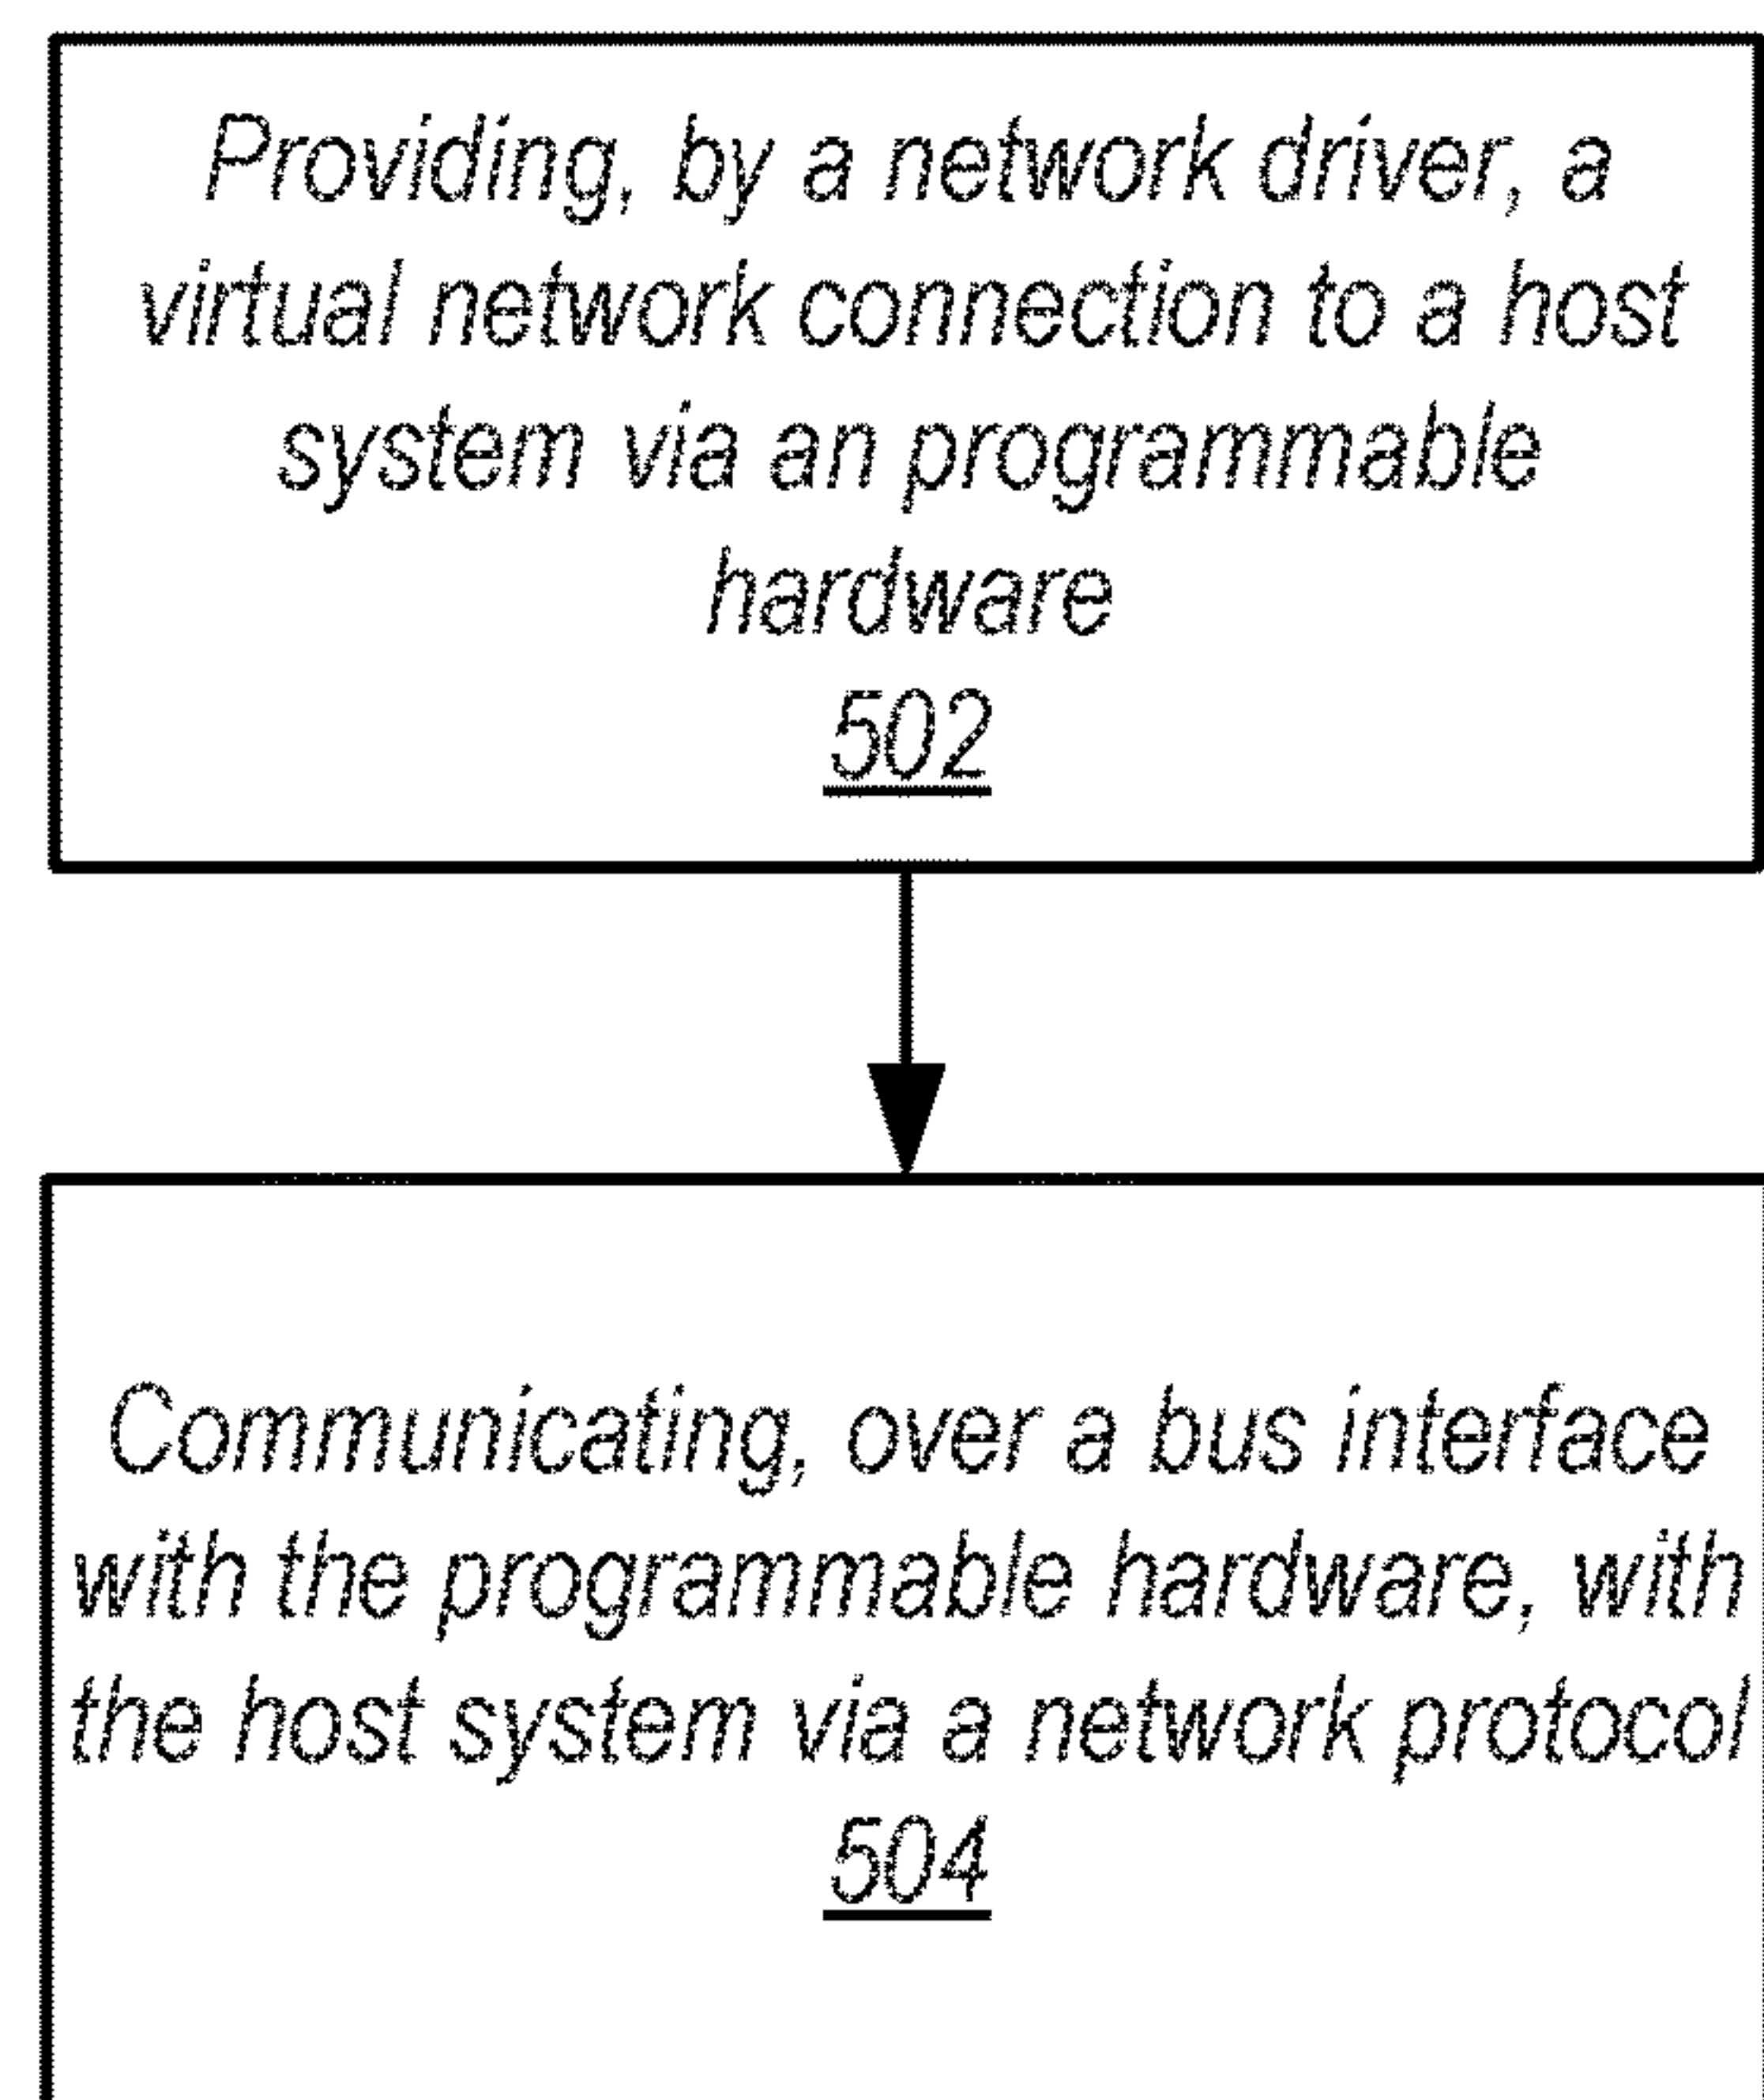 Providing, by a network driver, a
virtual network connection to a host
system via an programmable
hardware
502
Communicating, over a bus interface
with the programmable hardware, with
the host system via a network protocol
504